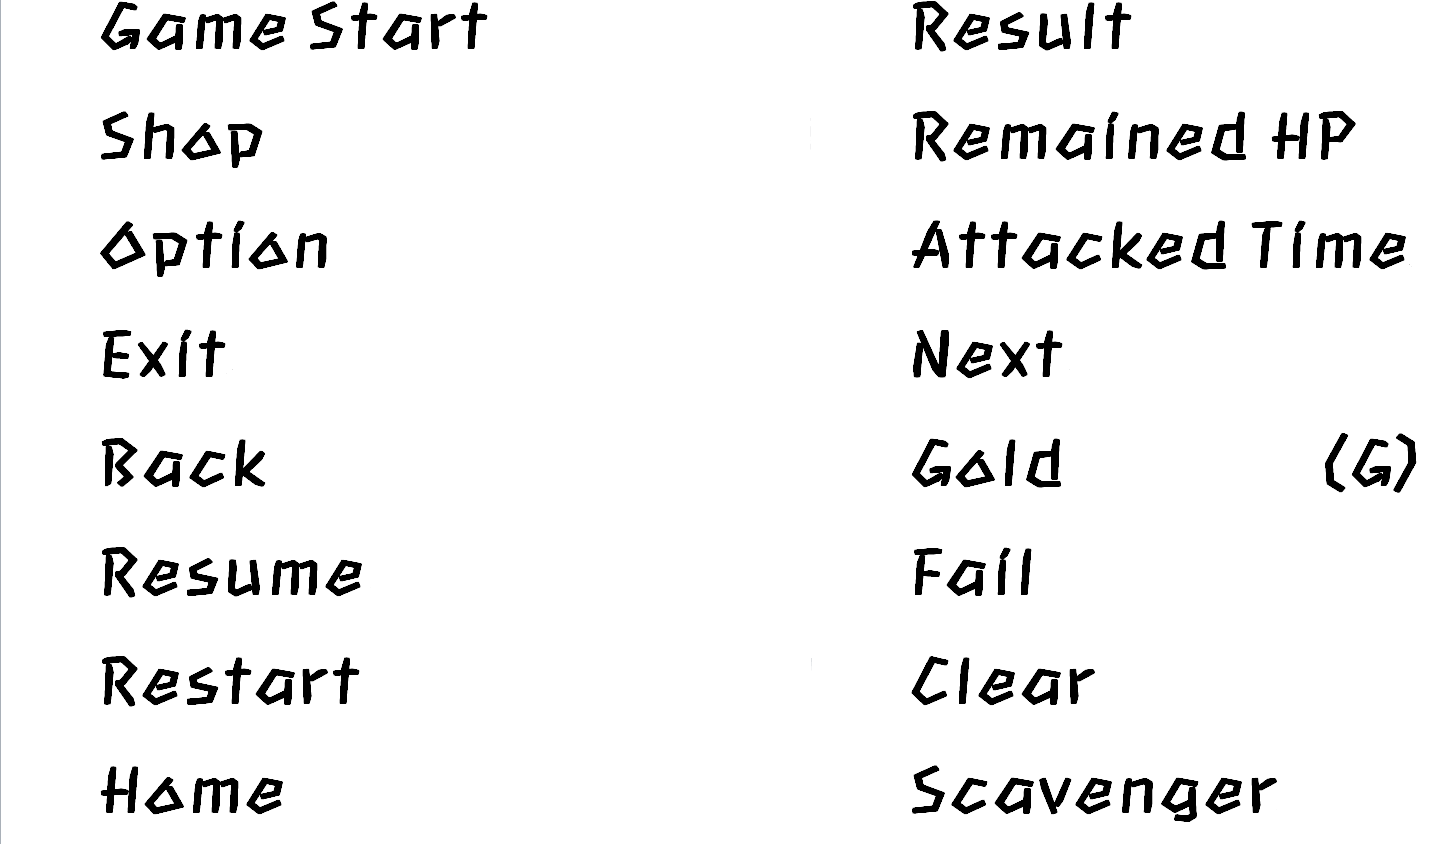 Game Start
Shop
Option
Exit
Back
Resume
Restart
Home
Result
Remained HP
Attacked Time
Next
Gold (G)
Fail
Clear
Scavenger